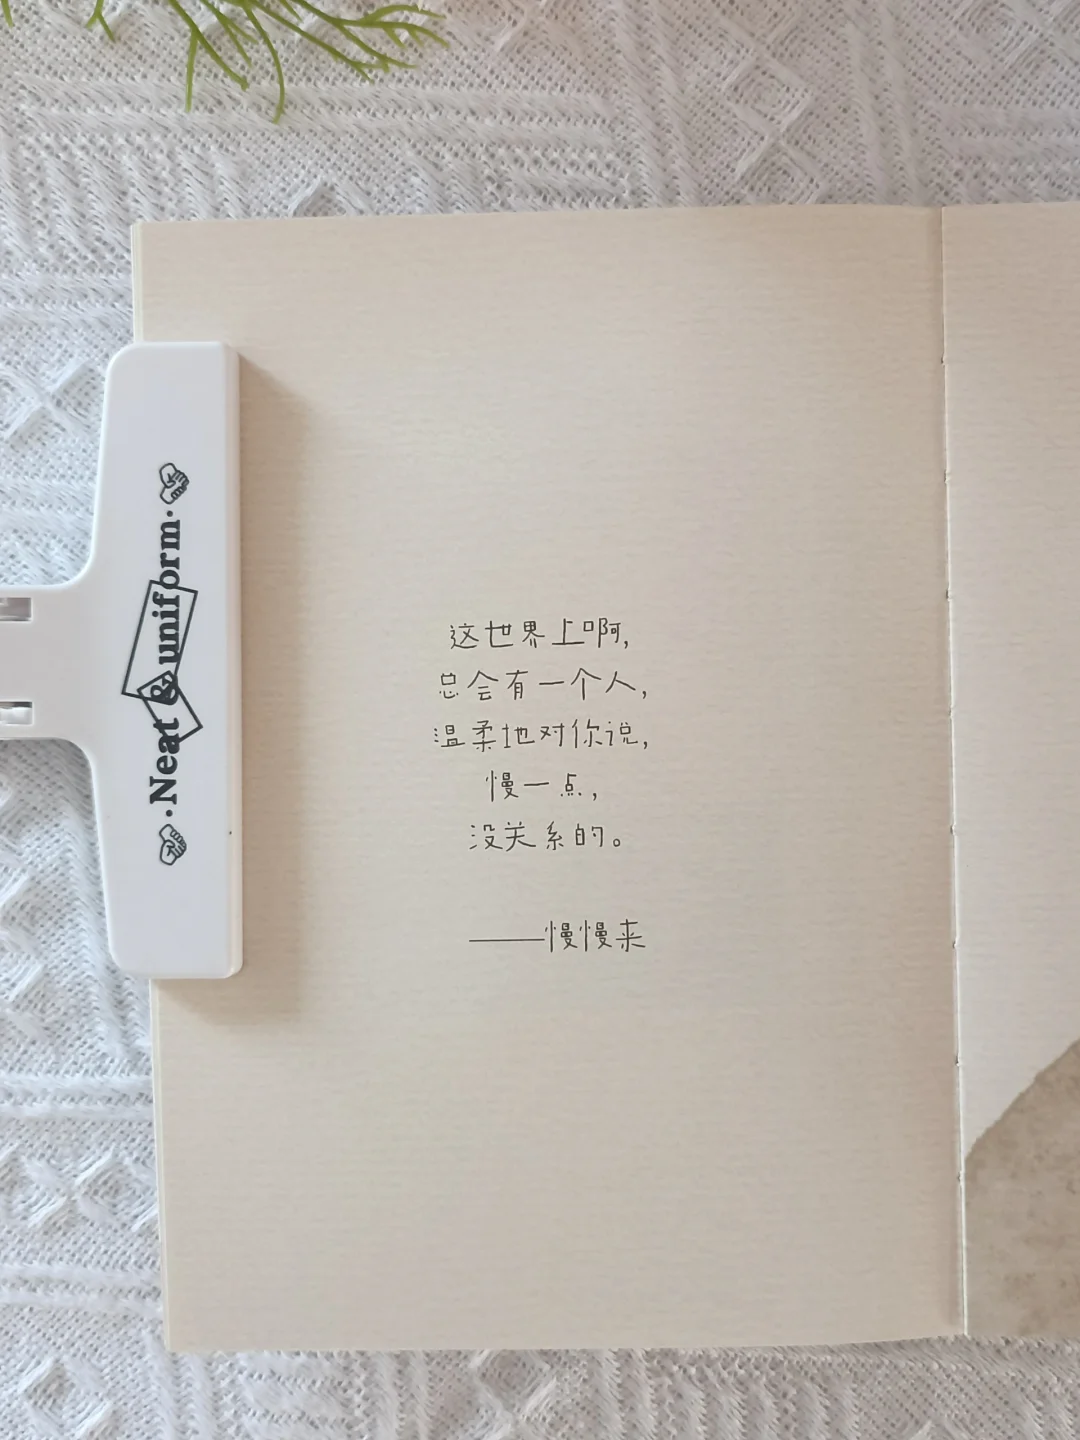 ·Neat & uniform·
这世界上啊,
总会有一个人,
温柔地对你说,
慢一点,
没关系的。
——慢慢来